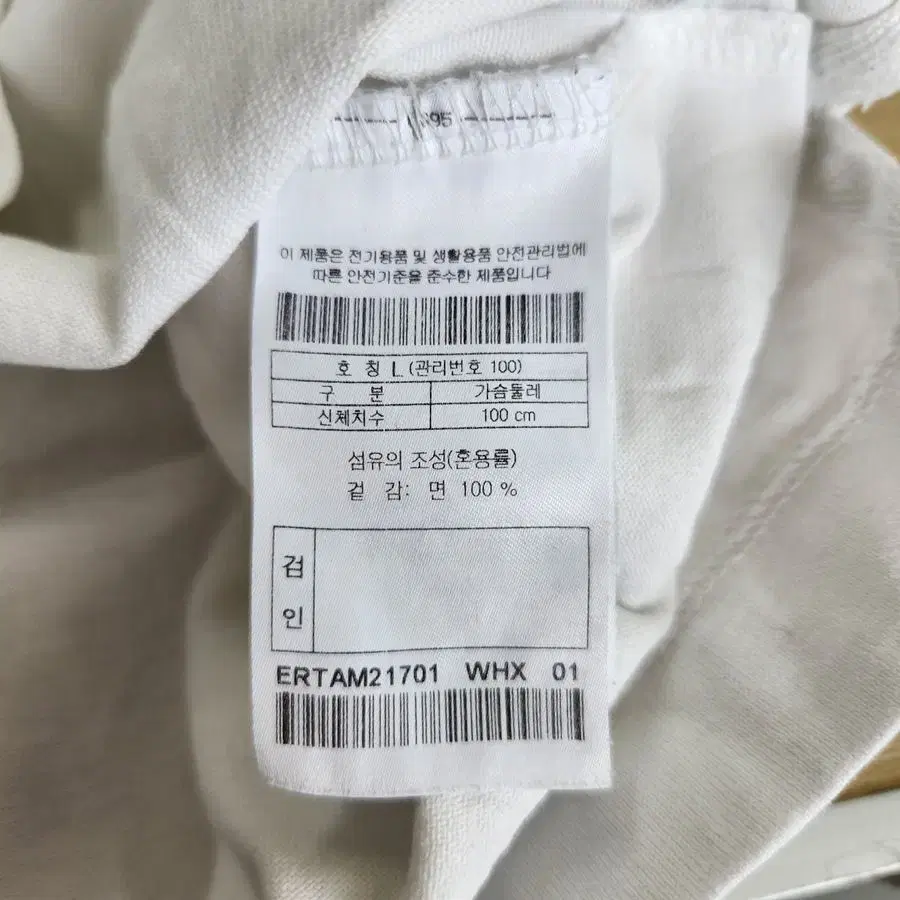 이 제품은 전기용품 및 생활용품 안전관리법에
따른 안전기준을 준수한 제품입니다
호 칭 L (관리번호 100)
구 분 가슴둘레
신체치수 100 cm
섬유의 조성(혼용률)
겉 감: 면 100 %
검
인
ERTAM21701 WHX 01